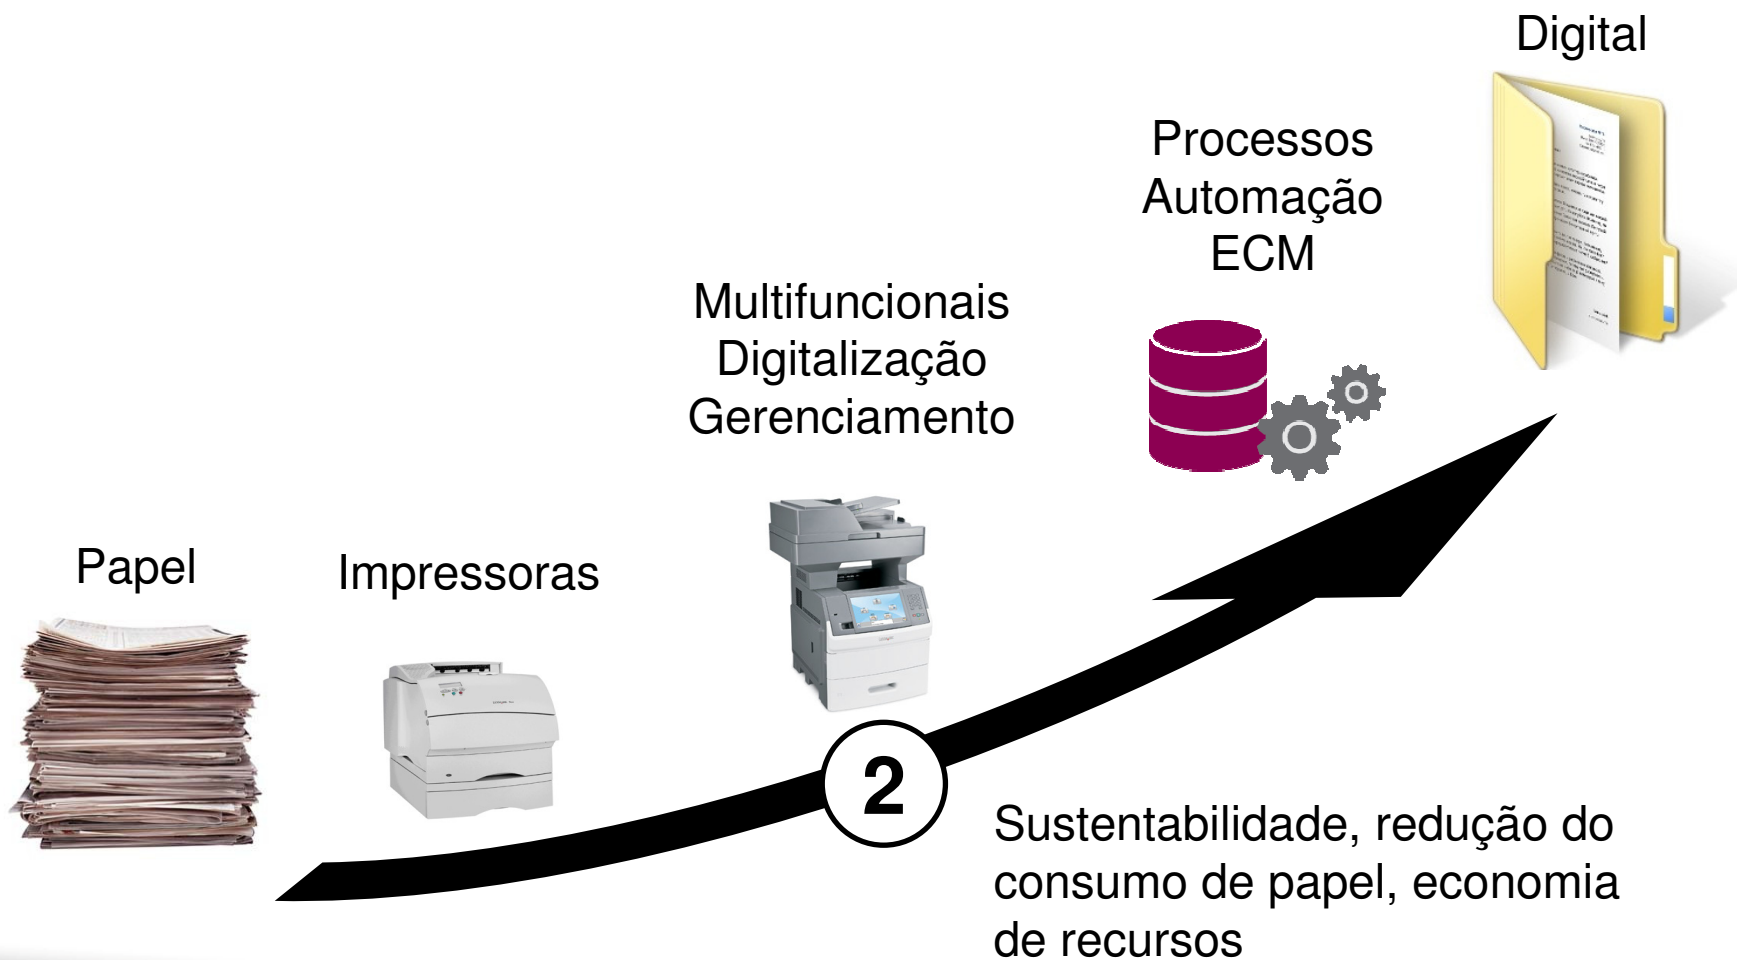 Digital
Processos
Automação
ECM
Multifuncionais
Digitalização
Gerenciamento
Papel
Impressoras
2
Sustentabilidade, redução do
consumo de papel, economia
de recursos